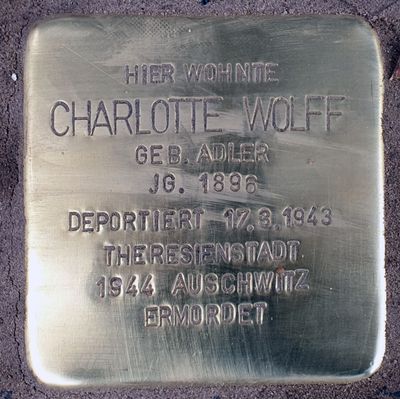 HIER WOHNTE
CHARLOTTE WOLFF
GEB. ADLER
JG. 1896
DEPORTIERT 17.3.1943
THERESIENSTADT
1944 AUSCHWITZ
ERMORDET